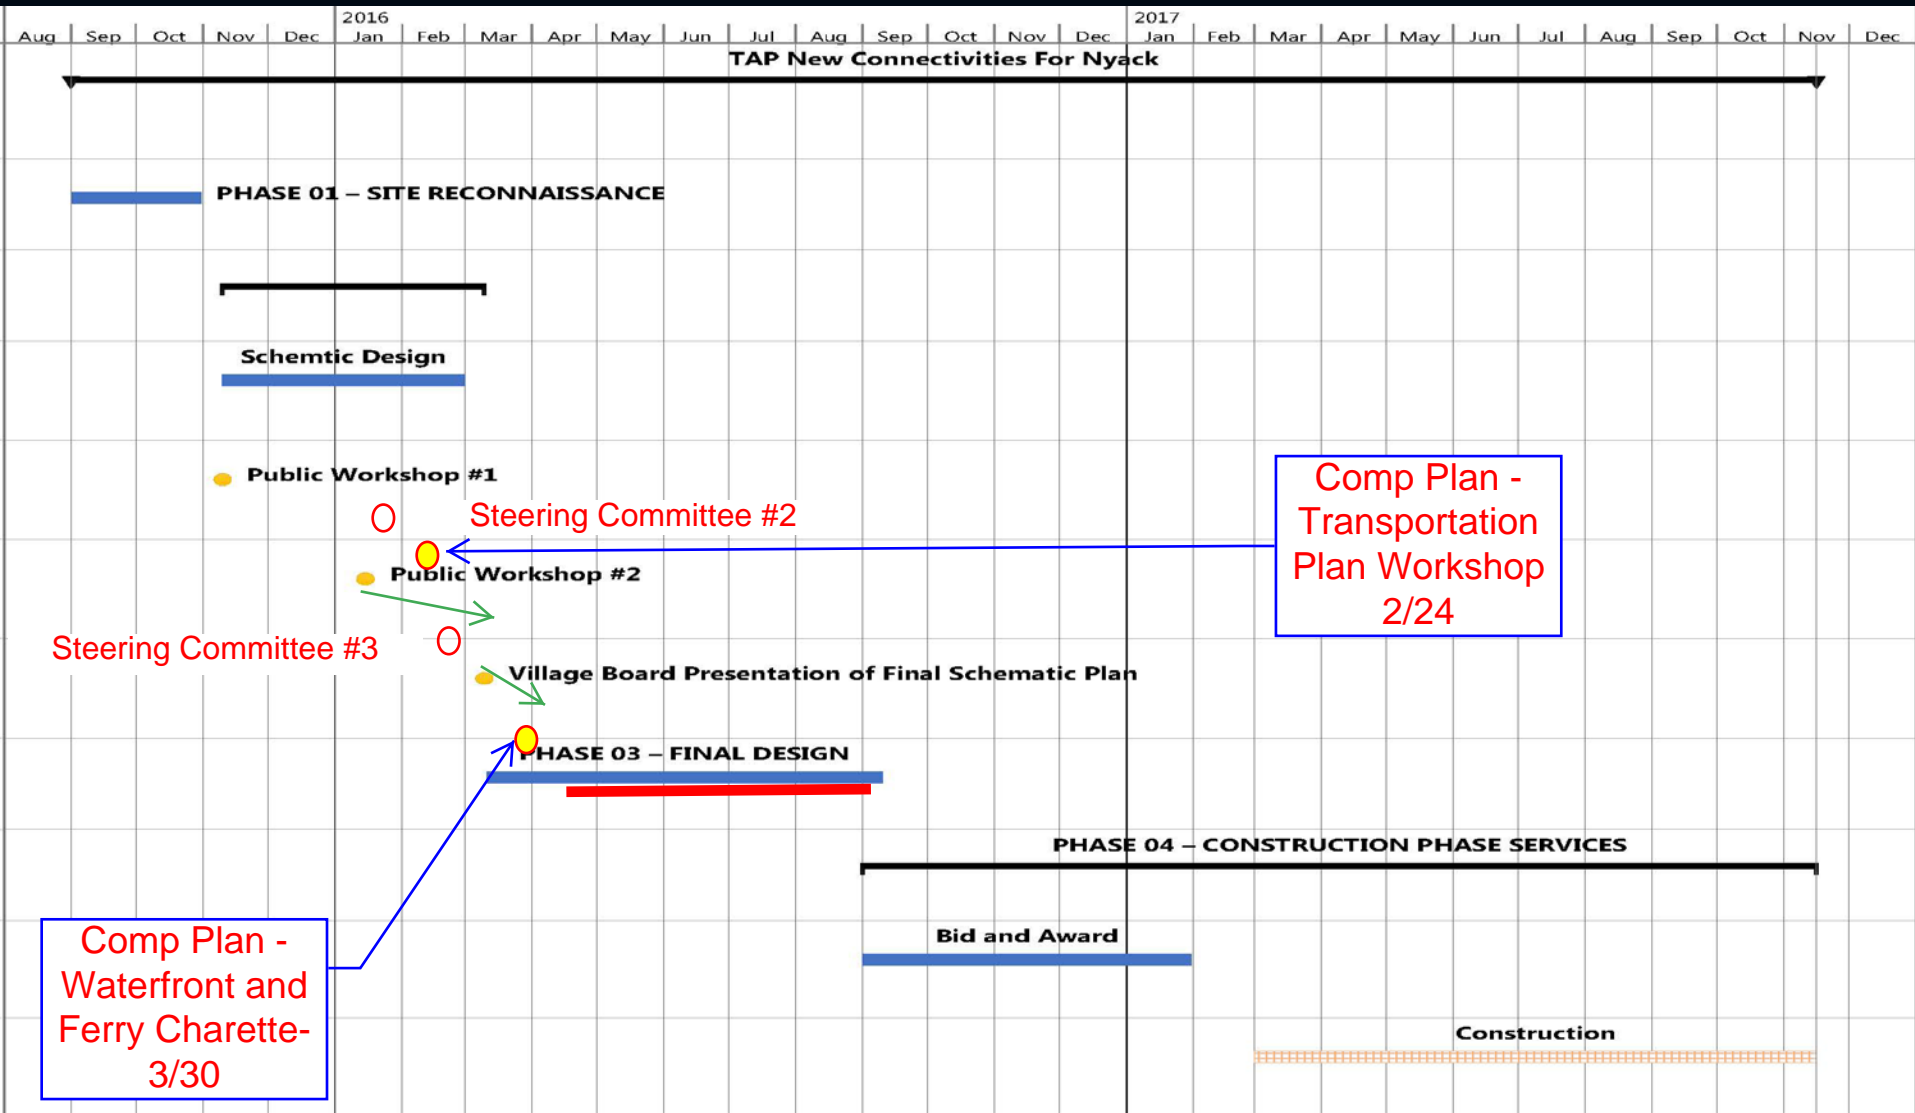 2016 2017
Aug Sep Oct Nov Dec Jan Feb Mar Apr May Jun Jul Aug Sep Oct Nov Dec Jan Feb Mar Apr May Jun Jul Aug Sep Oct Nov Dec
TAP New Connectivities For Nyack
PHASE 01 – SITE RECONNAISSANCE
Schemtic Design
Public Workshop #1
Steering Committee #2
Comp Plan -
Transportation
Plan Workshop
2/24
Public Workshop #2
Steering Committee #3
Village Board Presentation of Final Schematic Plan
PHASE 03 – FINAL DESIGN
PHASE 04 – CONSTRUCTION PHASE SERVICES
Bid and Award
Comp Plan -
Waterfront and
Ferry Charette-
3/30
Construction